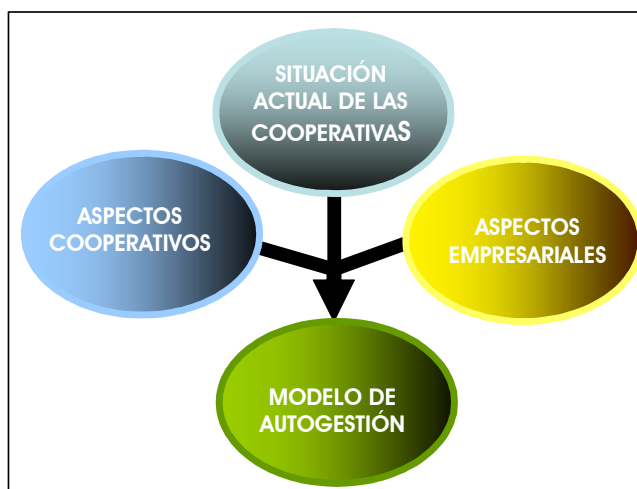 SITUACIÓN
ACTUAL DE LAS
COOPERATIVAS
ASPECTOS
COOPERATIVOS
ASPECTOS
EMPRESARIALES
MODELO DE
AUTOGESTIÓN